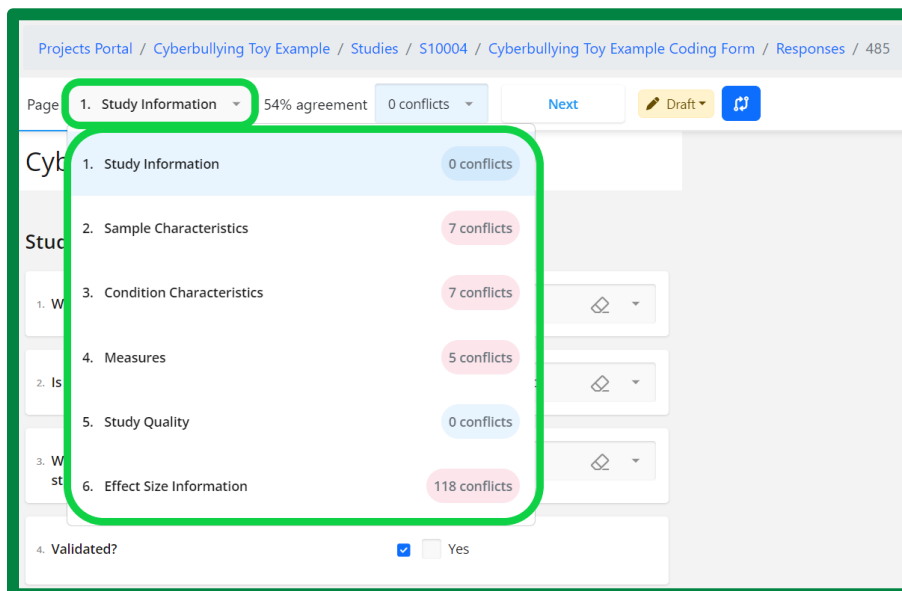 Projects Portal / Cyberbullying Toy Example / Studies / S10004 / Cyberbullying Toy Example Coding Form / Responses / 485
Page 1. Study Information 54% agreement 0 conflicts Next Draft
Cyb
1. Study Information 0 conflicts
2. Sample Characteristics 7 conflicts
Stud
3. Condition Characteristics 7 conflicts
1. W
4. Measures 5 conflicts
2. Is
5. Study Quality 0 conflicts
3. W
st
6. Effect Size Information 118 conflicts
4. Validated? Yes